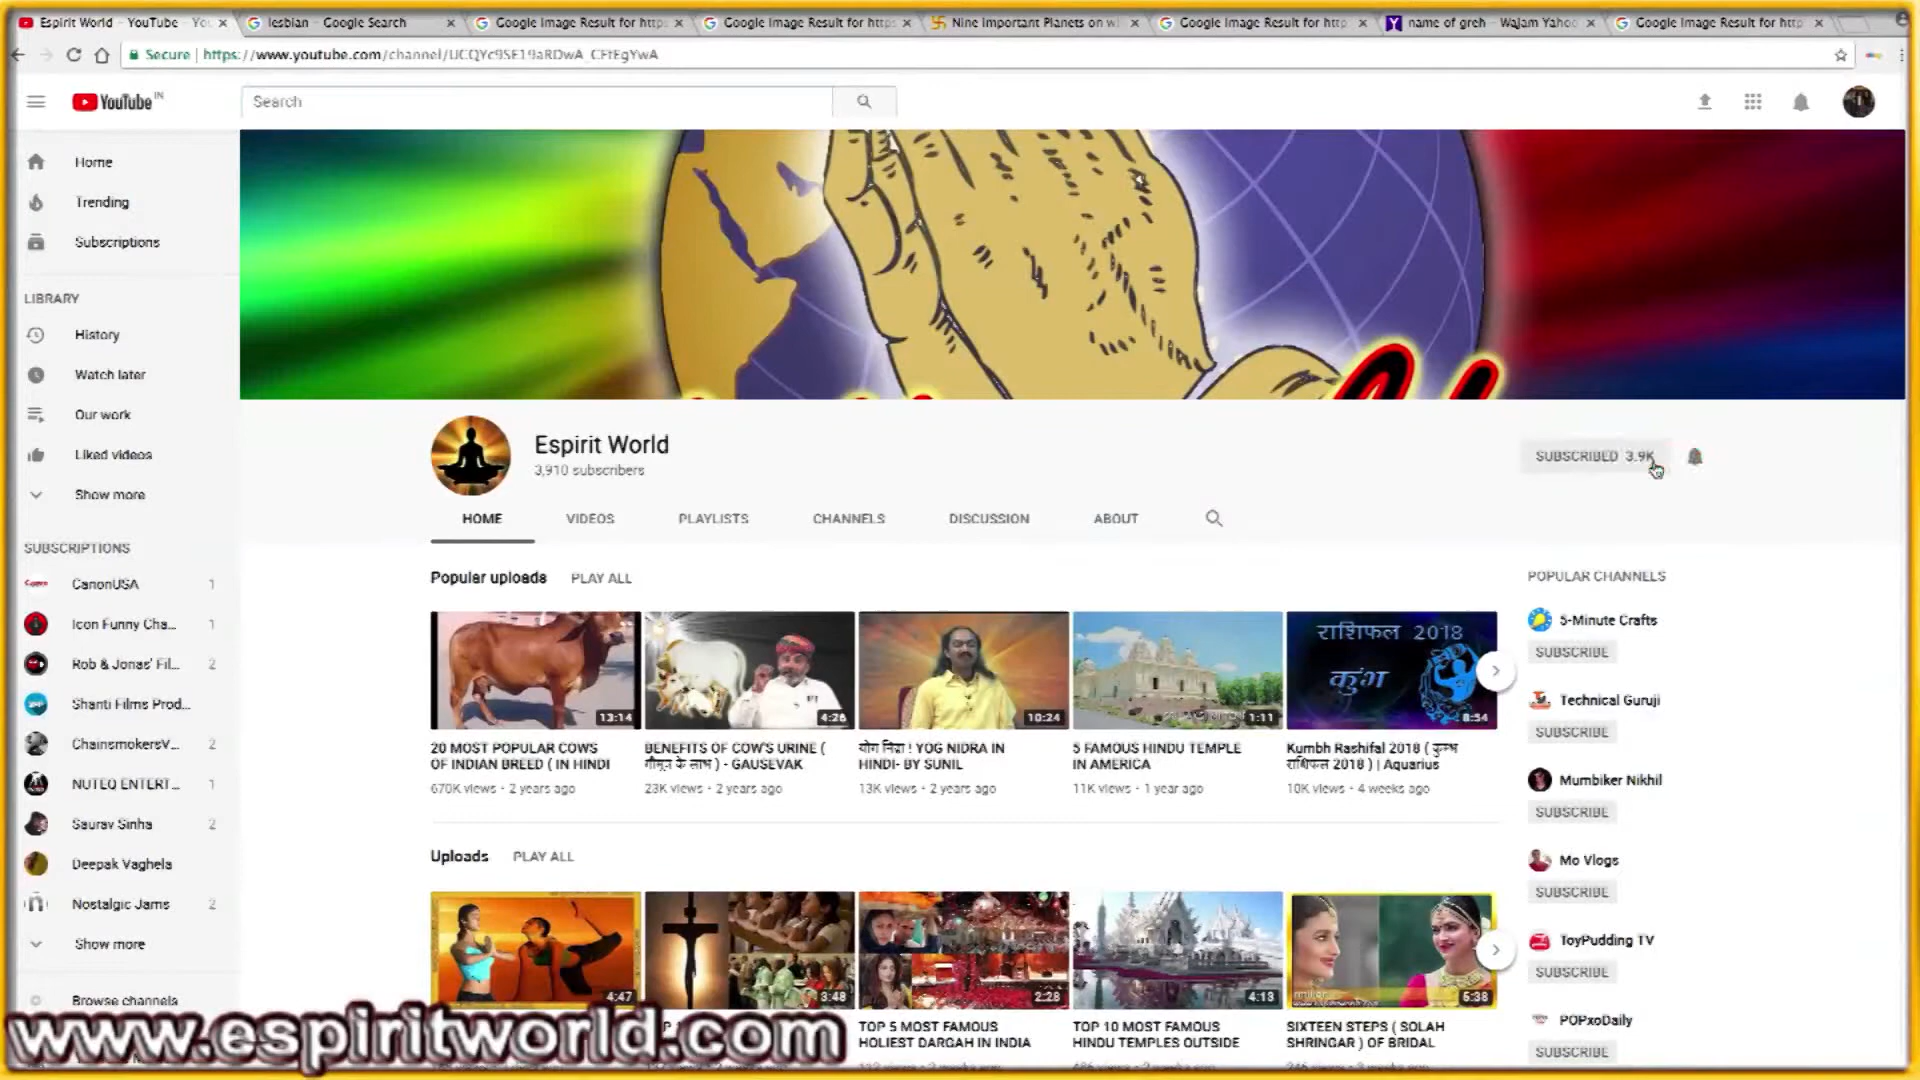 Espirit World - YouTube - Yo
lesbian - Google Search
Google Image Result for http
Google Image Result for http
Nine Important Planets on w
Google Image Result for http
name of greh - Wajam Yahoo
Google Image Result for http
Secure https://www.youtube.com/channel/
YouTube IN
Search
Home
Trending
Subscriptions
LIBRARY
History
Watch later
Our work
Liked videos
Show more
SUBSCRIPTIONS
CanonUSA 1
Icon Funny Cha... 1
Rob & Jonas' Fil... 2
Shanti Films Prod...
ChainsmokersV... 2
NUTEQ ENTERT... 1
Saurav Sinha 2
Deepak Vaghela
Nostalgic Jams 2
Show more
Browse channels
Espirit World
3,910 subscribers
SUBSCRIBED 3.9K
HOME VIDEOS PLAYLISTS CHANNELS DISCUSSION ABOUT
Popular uploads PLAY ALL
13:14
20 MOST POPULAR COWS
OF INDIAN BREED ( IN HINDI
670K views • 2 years ago
4:26
BENEFITS OF COW'S URINE (
गौमूत्र के लाभ ) - GAUSEVAK
23K views • 2 years ago
10:24
योग निद्रा ! YOG NIDRA IN
HINDI- BY SUNIL
13K views • 2 years ago
1:11
5 FAMOUS HINDU TEMPLE
IN AMERICA
11K views • 1 year ago
राशिफल 2018
कुंभ
8:54
Kumbh Rashifal 2018 ( कुम्भ
राशिफल 2018 ) | Aquarius
10K views • 4 weeks ago
Uploads PLAY ALL
4:47
3:48
2:28
TOP 5 MOST FAMOUS
HOLIEST DARGAH IN INDIA
4:13
TOP 10 MOST FAMOUS
HINDU TEMPLES OUTSIDE
5:38
SIXTEEN STEPS ( SOLAH
SHRINGAR ) OF BRIDAL
POPULAR CHANNELS
5-Minute Crafts
SUBSCRIBE
Technical Guruji
SUBSCRIBE
Mumbiker Nikhil
SUBSCRIBE
Mo Vlogs
SUBSCRIBE
ToyPudding TV
SUBSCRIBE
POPxoDaily
SUBSCRIBE
www.espiritworld.com